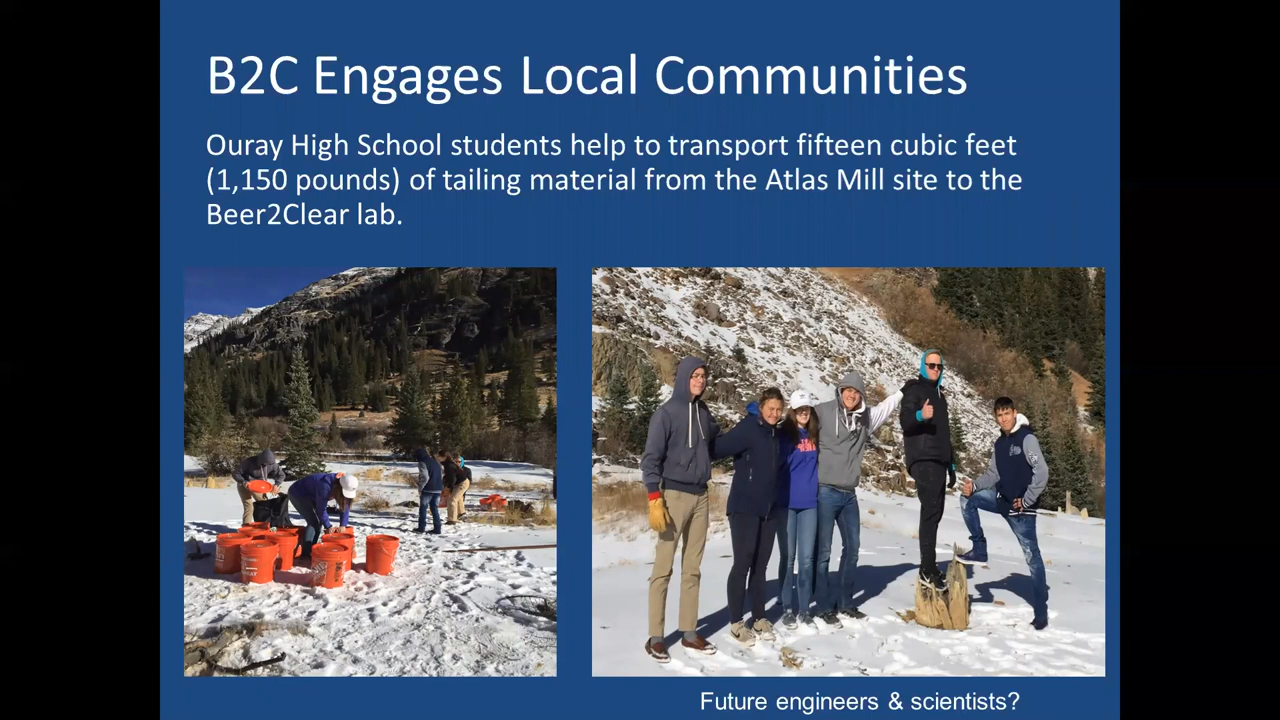 B2C Engages Local Communities
Ouray High School students help to transport fifteen cubic feet
(1,150 pounds) of tailing material from the Atlas Mill site to the
Beer2Clear lab.
Future engineers & scientists?